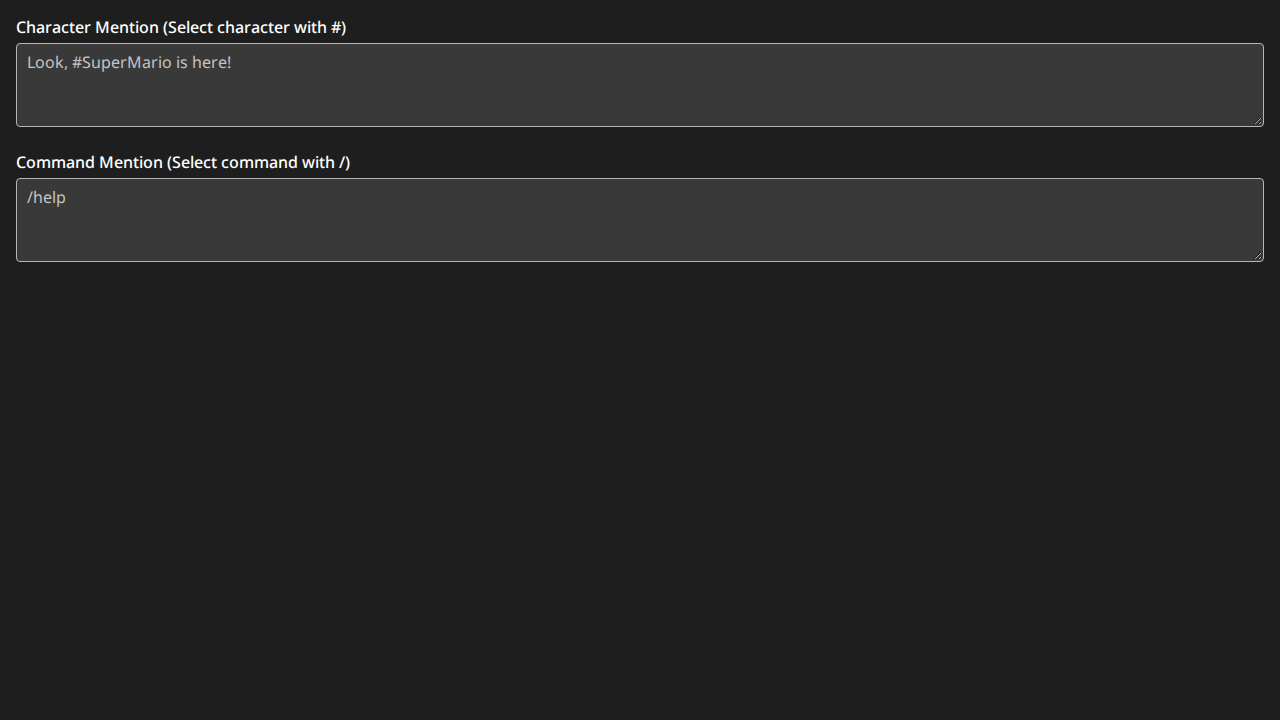 Character Mention (Select character with #)
Look, #SuperMario is here!
Command Mention (Select command with /)
/help